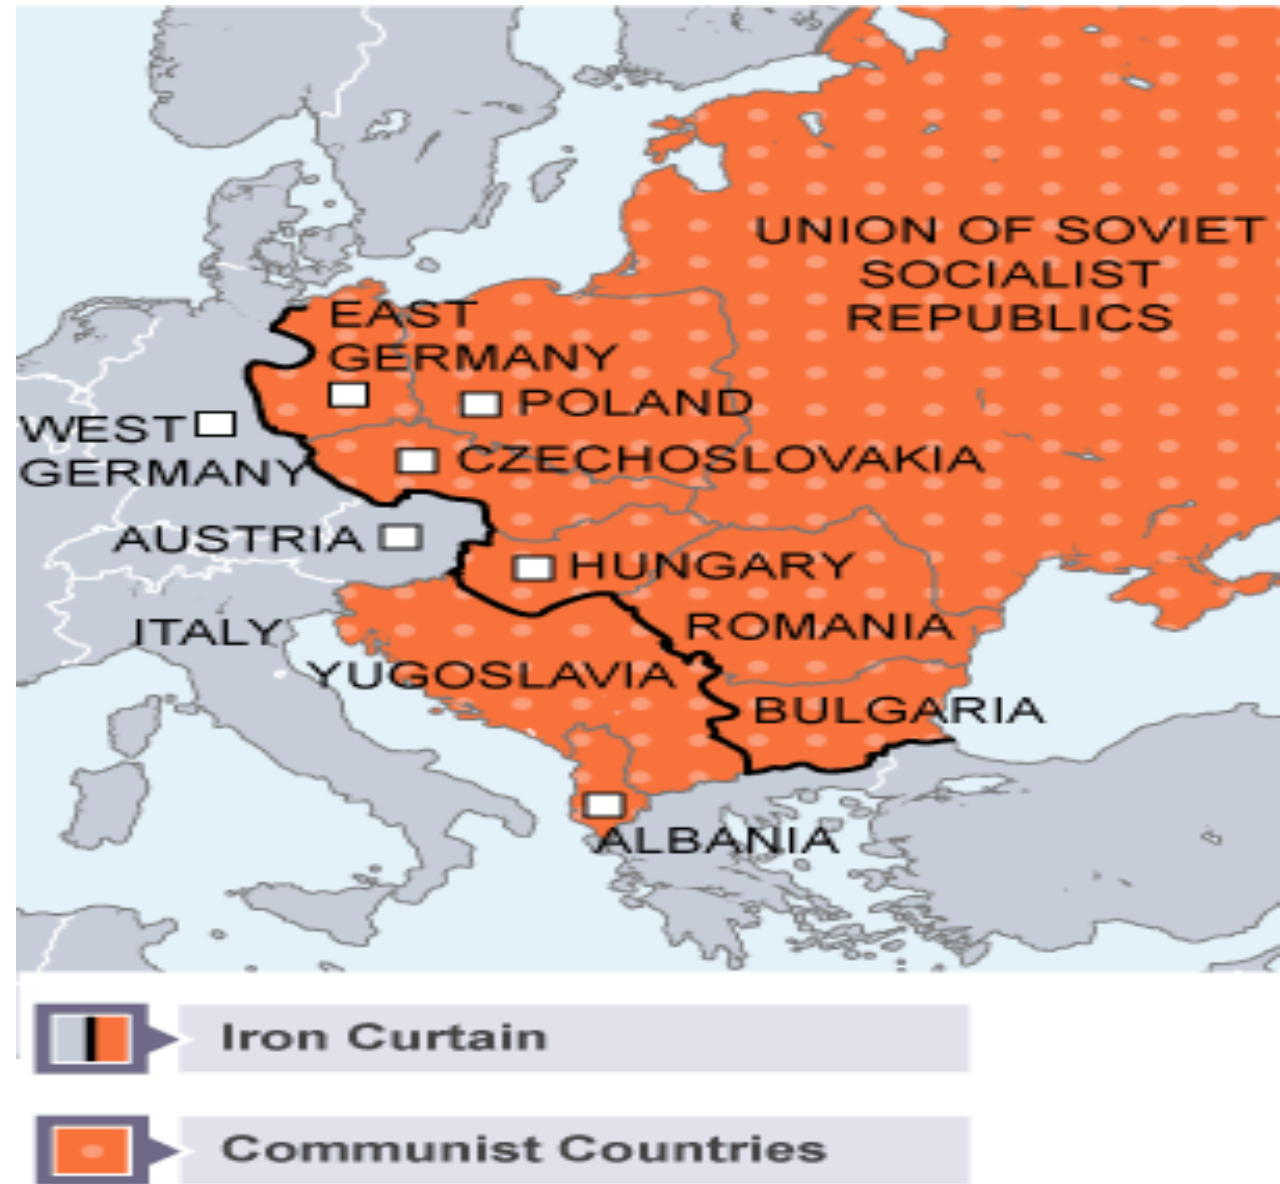 UNION OF SOVIET
SOCIALIST
REPUBLICS
EAST
GERMANY
POLAND
WEST
GERMANY
CZECHOSLOVAKIA
AUSTRIA
HUNGARY
ITALY
ROMANIA
YUGOSLAVIA
BULGARIA
ALBANIA
Iron Curtain
Communist Countries